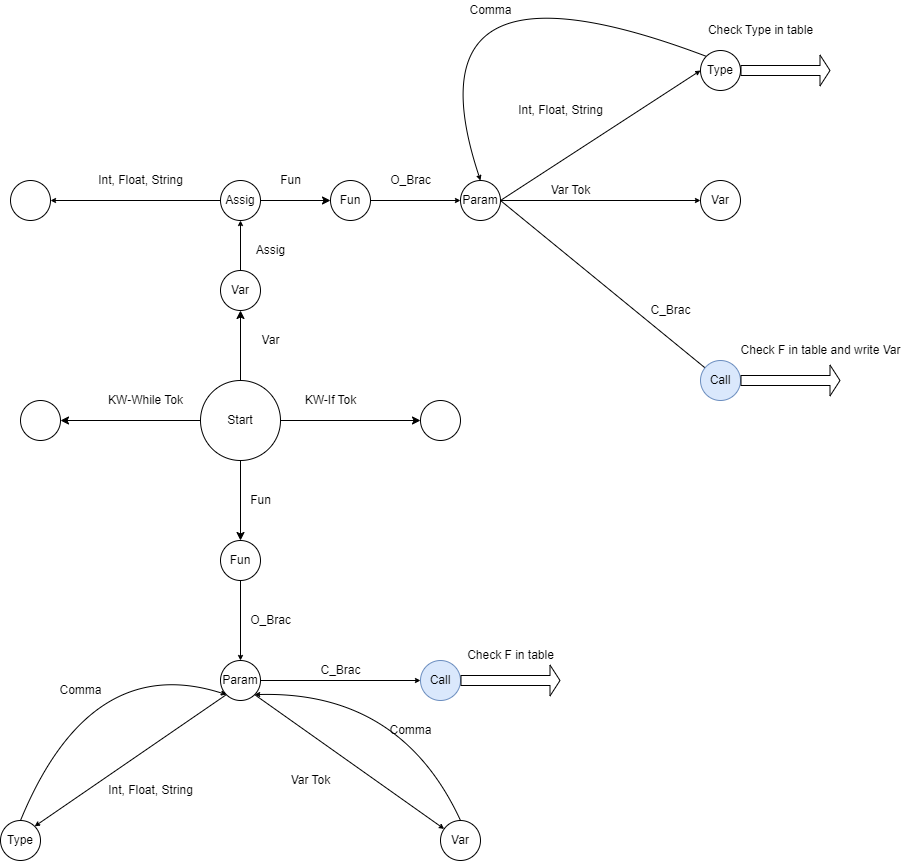 Comma
Check Type in table
Type
Int, Float, String
Int, Float, String
Fun
O_Brac
Var Tok
Assig
Fun
Param
Var
Assig
Var
C_Brac
Var
Check F in table and write Var
Call
KW-While Tok
KW-If Tok
Start
Fun
Fun
O_Brac
Check F in table
C_Brac
Param
Call
Comma
Comma
Var Tok
Int, Float, String
Type
Var